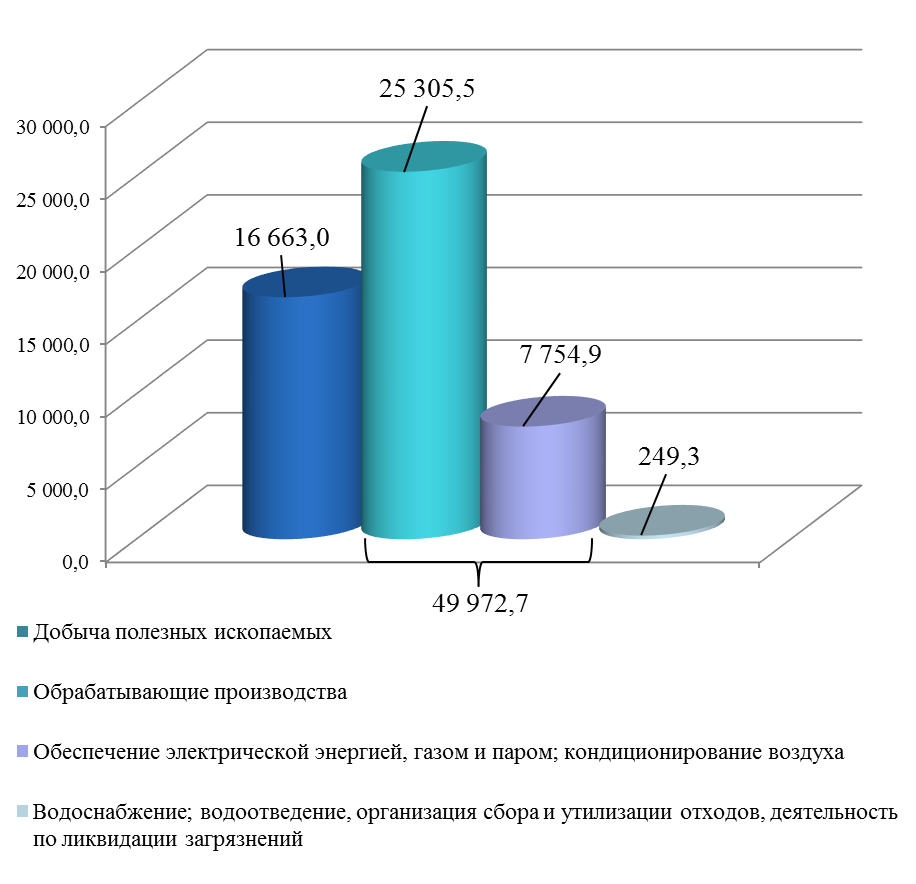 25 305,5
30 000,0
25 000,0
16 663,0
20 000,0
15 000,0
7 754,9
10 000,0
249,3
5 000,0
0,0
49 972,7
Добыча полезных ископаемых
Обрабатывающие производства
Обеспечение электрической энергией, газом и паром; кондиционирование воздуха
Водоснабжение; водоотведение, организация сбора и утилизации отходов, деятельность
по ликвидации загрязнений